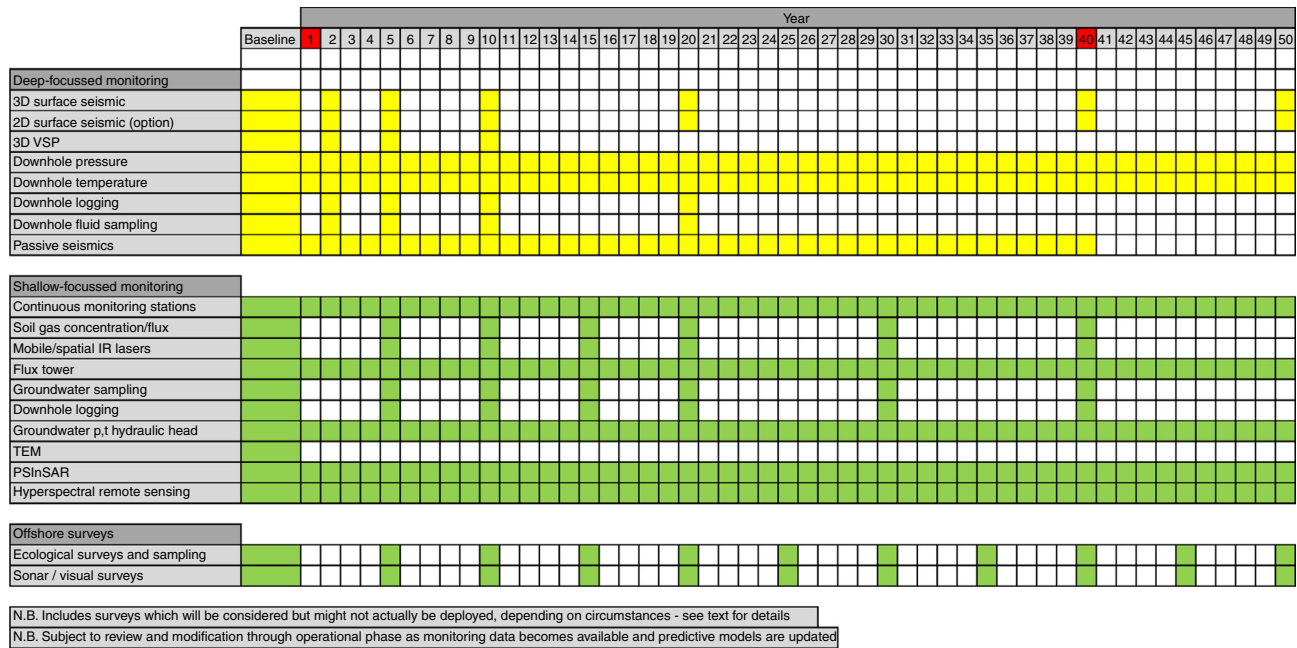 Year
Baseline 1 2 3 4 5 6 7 8 9 10 11 12 13 14 15 16 17 18 19 20 21 22 23 24 25 26 27 28 29 30 31 32 33 34 35 36 37 38 39 40 41 42 43 44 45 46 47 48 49 50
Deep-focussed monitoring
3D surface seismic
2D surface seismic (option)
3D VSP
Downhole pressure
Downhole temperature
Downhole logging
Downhole fluid sampling
Passive seismics
Shallow-focussed monitoring
Continuous monitoring stations
Soil gas concentration/flux
Mobile/spatial IR lasers
Flux tower
Groundwater sampling
Downhole logging
Groundwater p,t hydraulic head
TEM
PSInSAR
Hyperspectral remote sensing
Offshore surveys
Ecological surveys and sampling
Sonar / visual surveys
N.B. Includes surveys which will be considered but might not actually be deployed, depending on circumstances - see text for details
N.B. Subject to review and modification through operational phase as monitoring data becomes available and predictive models are updated